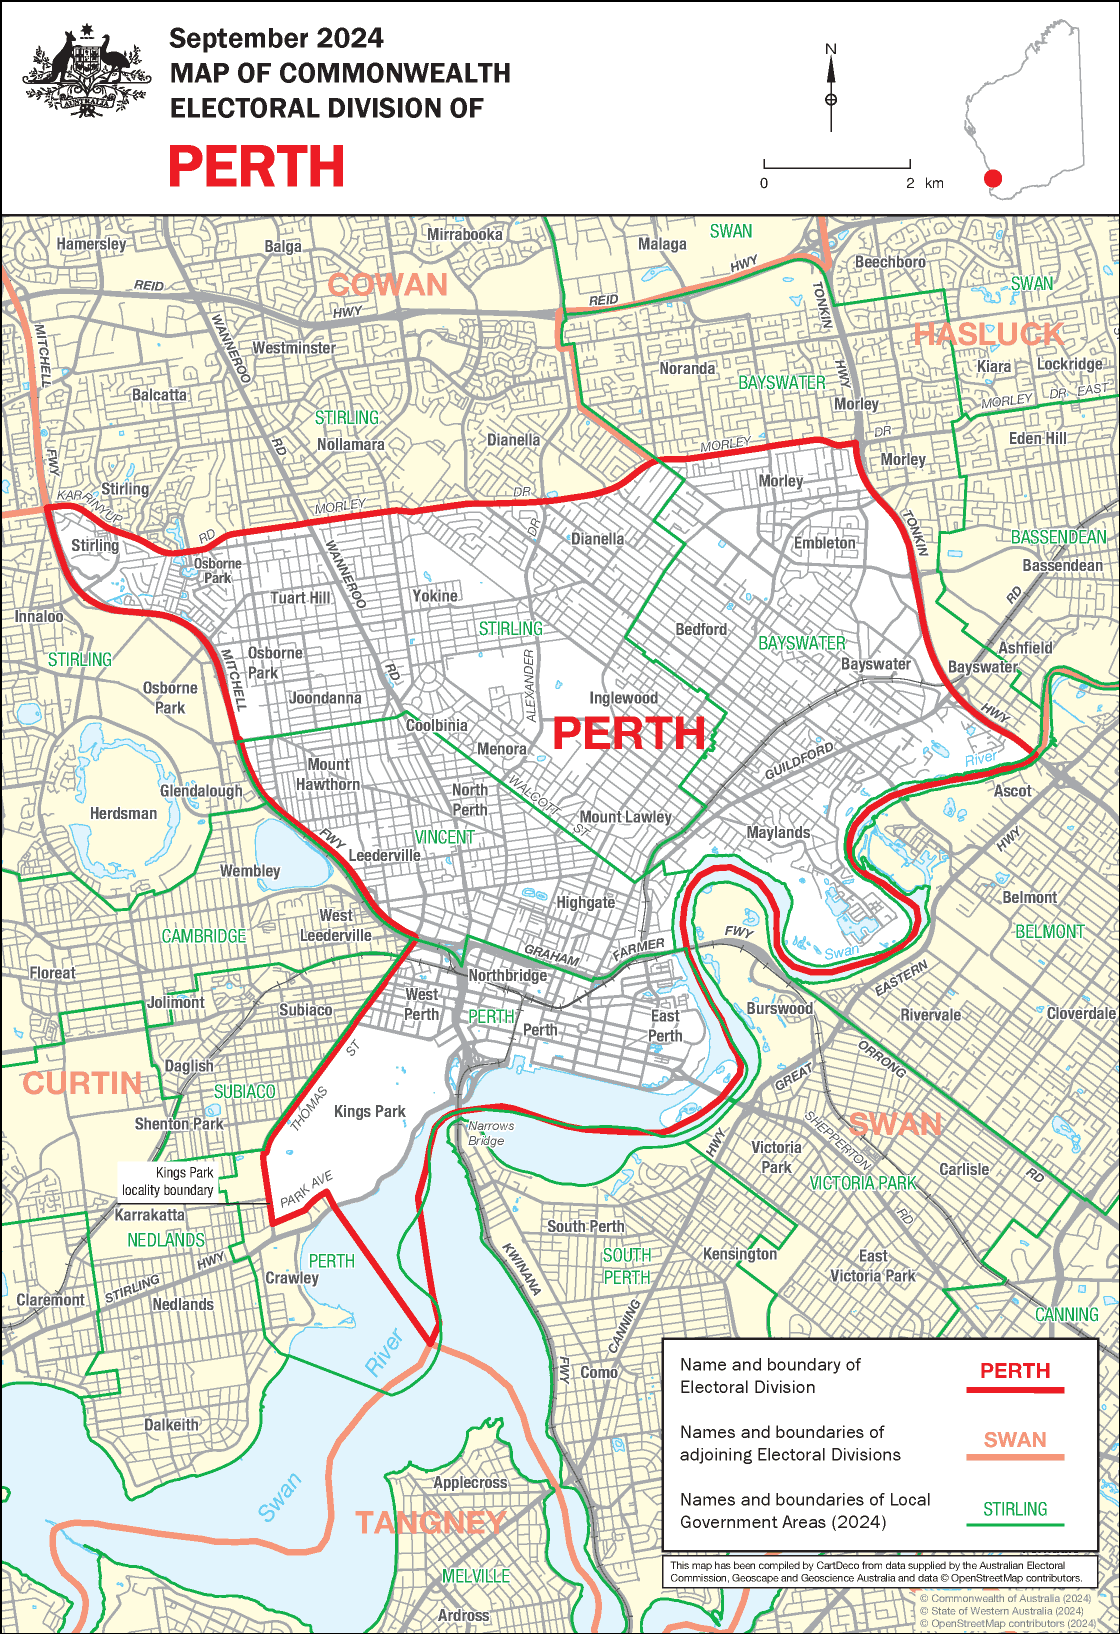 September 2024
MAP OF COMMONWEALTH
ELECTORAL DIVISION OF
PERTH
AUSTRALIA
N
0 2 km
Hamersley
Balga
Mirrabooka
SWAN
Malaga
HWY
Beechboro
COWAN
REID
HWY
REID
TONKIN
HWY
SWAN
HASLUCK
MITCHELL
FWY
WANNEROO
RD
Westminster
Noranda
Kiara
Lockridge
Balcatta
BAYSWATER
Morley
MORLEY DR EAST
STIRLING
Nollamara
Dianella
MORLEY
DR
Eden Hill
Morley
Stirling
KARRINYUP
RD
MORLEY
DR
Morley
TONKIN
BASSENDEAN
Bassendean
Stirling
Osborne
Park
WANNEROO
RD
DR
Dianella
Embleton
RD
Innaloo
Tuart Hill
Yokine
STIRLING
Bedford
BAYSWATER
Ashfield
STIRLING
MITCHELL
Osborne
Park
ALEXANDER
Bayswater
Bayswater
Osborne
Park
Joondanna
Inglewood
HWY
Coolbinia
PERTH
Menora
GUILDFORD
River
Mount
Hawthorn
Glendalough
North
Perth
WALCOTT
ST
Ascot
Herdsman
Mount Lawley
Maylands
HWY
FWY
VINCENT
Leederville
Wembley
Highgate
Belmont
West
Leederville
CAMBRIDGE
GRAHAM
FARMER
FWY
BELMONT
Swan
Floreat
Northbridge
EASTERN
Jolimont
Subiaco
West
Perth
PERTH
Perth
East
Perth
Burswood
Rivervale
Cloverdale
ST
Daglish
ORRONG
CURTIN
SUBIACO
THOMAS
Kings Park
GREAT
SWAN
Shenton Park
Narrows
Bridge
SHEPPERTON
HWY
Victoria
Park
Carlisle
RD
Kings Park
locality boundary
PARK AVE
VICTORIA PARK
Karrakatta
RD
NEDLANDS
South Perth
PERTH
SOUTH
PERTH
Kensington
East
Victoria Park
HWY
STIRLING
Crawley
KWINANA
Claremont
Nedlands
CANNING
CANNING
River
FWY
Como
Dalkeith
Swan
Applecross
TANGNEY
MELVILLE
Ardross
Name and boundary of
Electoral Division
PERTH
Names and boundaries of
adjoining Electoral Divisions
SWAN
Names and boundaries of Local
Government Areas (2024)
STIRLING
This map has been compiled by CartDeco from data supplied by the Australian Electoral
Commission, Geoscape and Geoscience Australia and data © OpenStreetMap contributors.
© Commonwealth of Australia (2024)
© State of Western Australia (2024)
© OpenStreetMap contributors (2024)